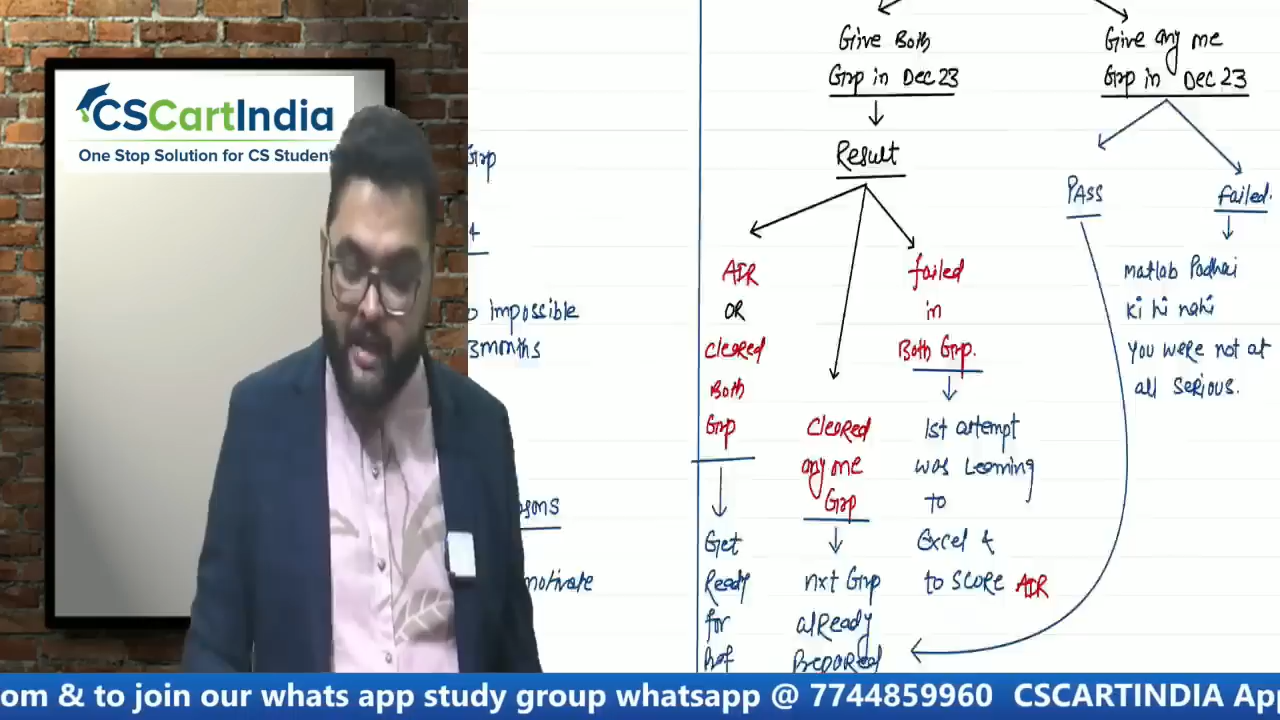 CSCartIndia
One Stop Solution for CS Student
Grp
4
impossible
3months
motivate
Give Both
Grp in Dec 23
Result
AIR
OR
Cleared
Both
Grp
Get
Ready
for
Prof
Cleared
any one
Grp
nxt Grp
already
Prepared
failed
in
Both Grp.
1st attempt
was Learning
to
Excel &
to score AIR
Give any one
Grp in Dec 23
PASS
failed.
matlab Padhai
ki hi nahi
You were not at
all serious.
om & to join our whats app study group whatsapp @ 7744859960 CSCARTINDIA Ap